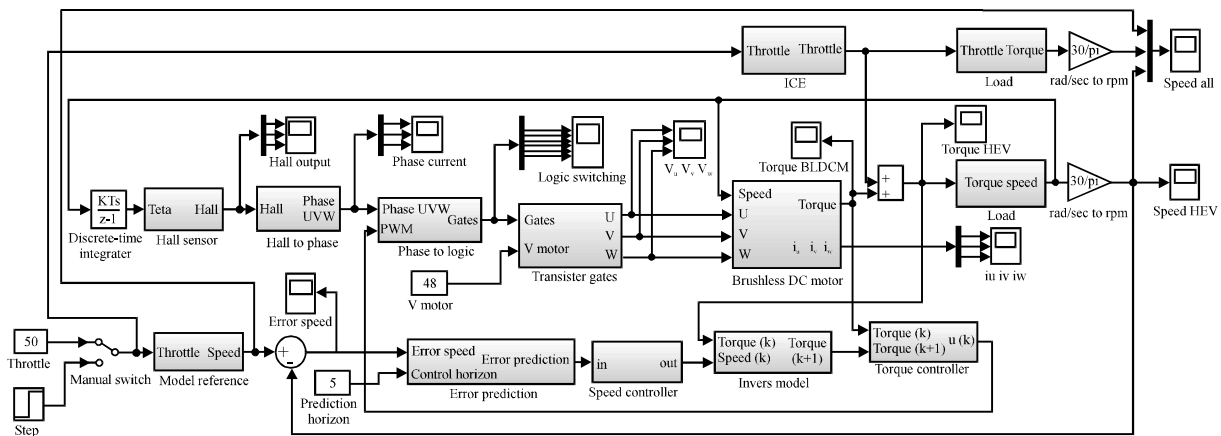 Throttle Throttle
ICE
Throttle Torque
Load
30/pi
rad/sec to rpm
Speed all
Hall output
Phase current
Logic switching
Vu Vv Vw
Torque BLDCM
Torque HEV
KTs
z-1
Discrete-time
integrater
Teta Hall
Hall sensor
Hall Phase
UVW
Hall to phase
Phase UVW
PWM
Gates
Phase to logic
Gates
V motor
U
V
W
Transister gates
48
V motor
Speed
U
V
W
Torque
iu iv iw
Brushless DC motor
+
+
Torque speed
Load
30/pi
rad/sec to rpm
Speed HEV
iu iv iw
Error speed
50
Throttle
Manual switch
Step
Throttle Speed
Model reference
+
-
Error speed
Control horizon
Error prediction
Error prediction
5
Prediction
horizon
in out
Speed controller
Torque (k)
Speed (k)
Torque
(k+1)
Invers model
Torque (k)
Torque (k+1)
u (k)
Torque controller